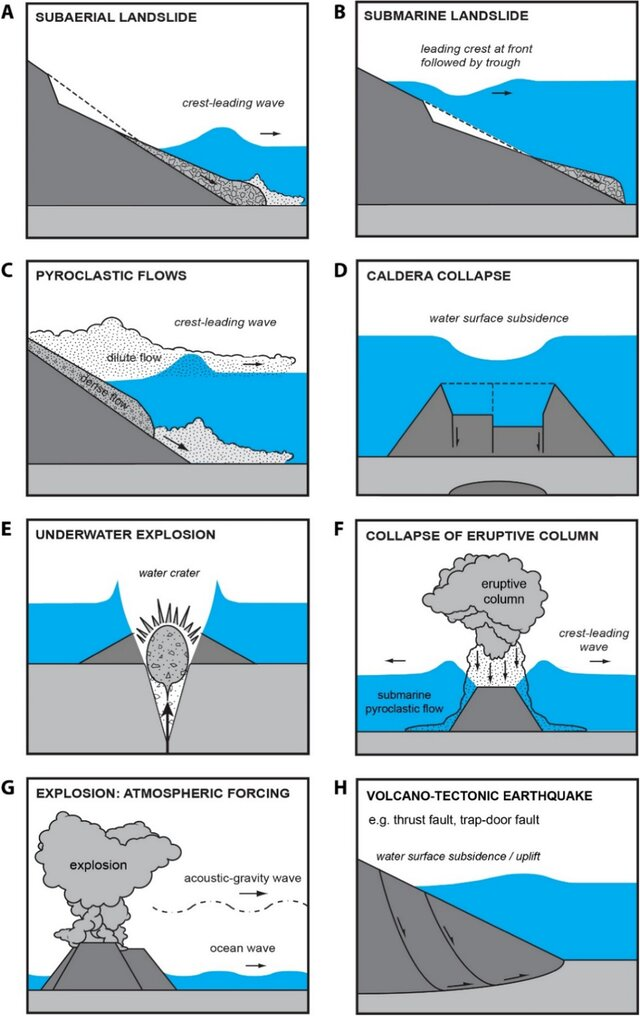 A
SUBAERIAL LANDSLIDE
crest-leading wave
B
SUBMARINE LANDSLIDE
leading crest at front
followed by trough
C
PYROCLASTIC FLOWS
crest-leading wave
dilute flow
dense flow
D
CALDERA COLLAPSE
water surface subsidence
E
UNDERWATER EXPLOSION
water crater
F
COLLAPSE OF ERUPTIVE COLUMN
eruptive
column
crest-leading
wave
submarine
pyroclastic flow
G
EXPLOSION: ATMOSPHERIC FORCING
explosion
acoustic-gravity wave
ocean wave
H
VOLCANO-TECTONIC EARTHQUAKE
e.g. thrust fault, trap-door fault
water surface subsidence / uplift